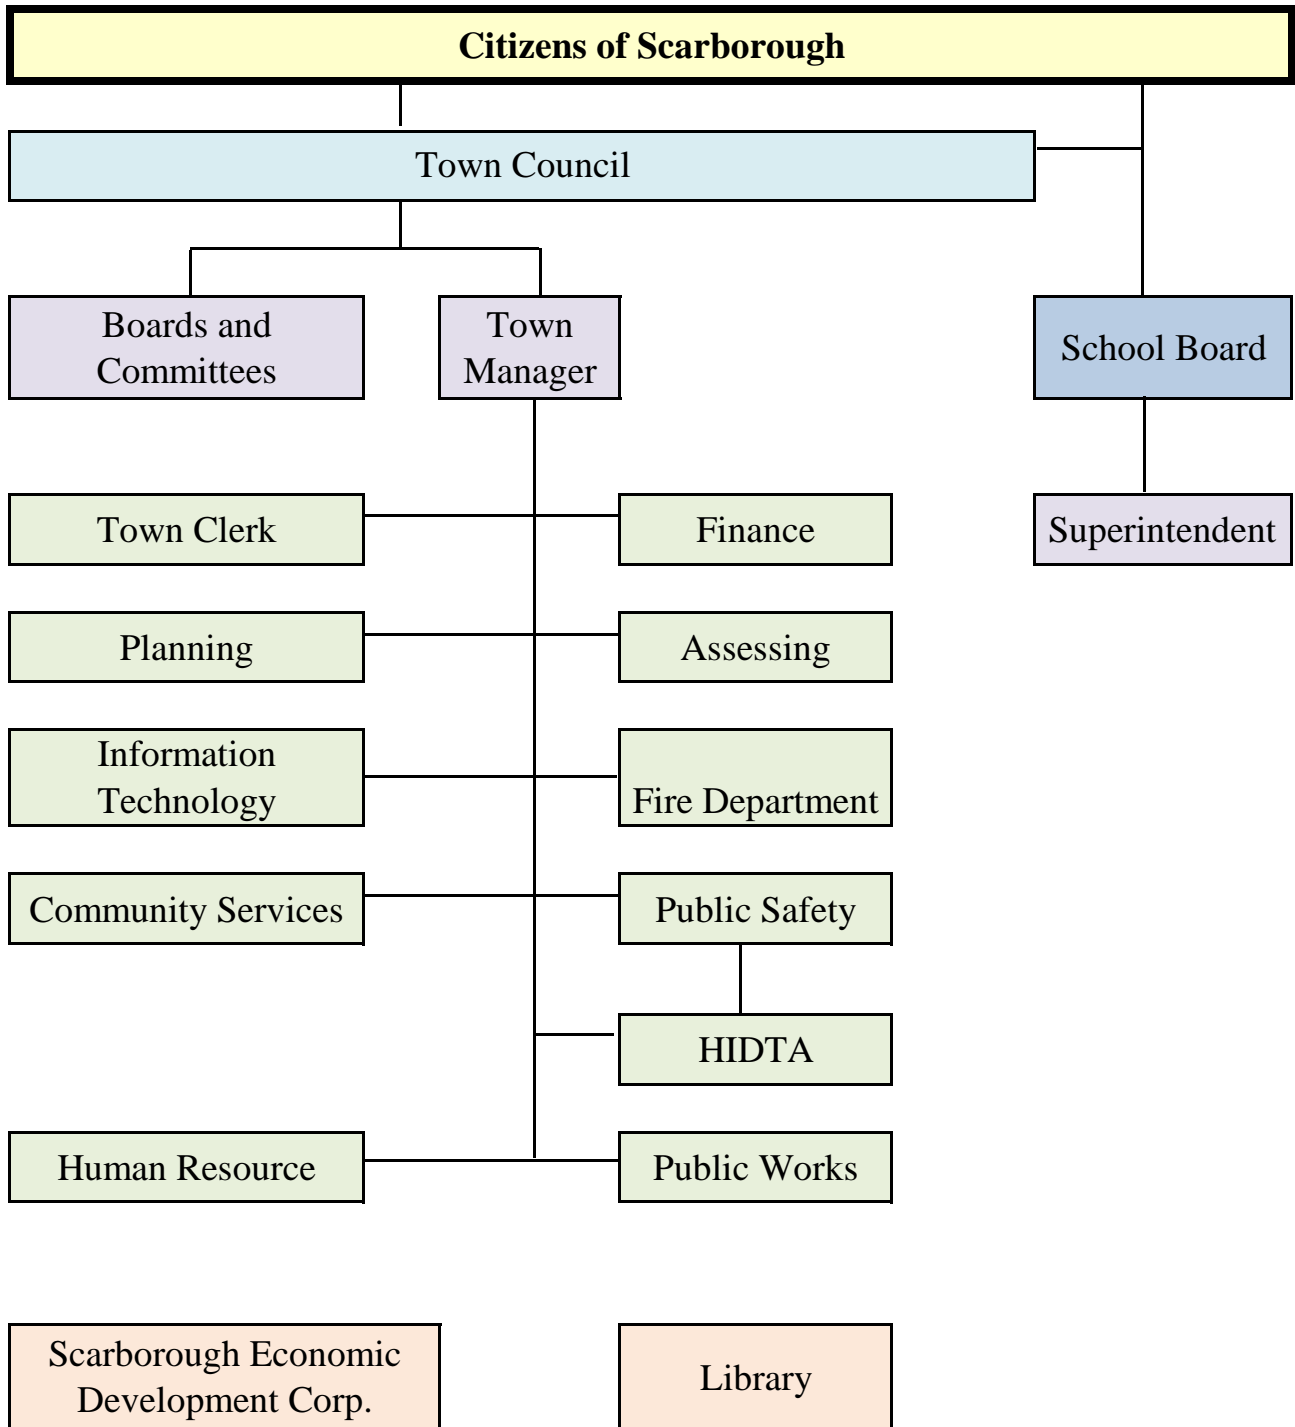 Citizens of Scarborough
Town Council
Boards and
Committees
Town
Manager
School Board
Town Clerk
Finance
Superintendent
Planning
Assessing
Information
Technology
Fire Department
Community Services
Public Safety
HIDTA
Human Resource
Public Works
Scarborough Economic
Development Corp.
Library